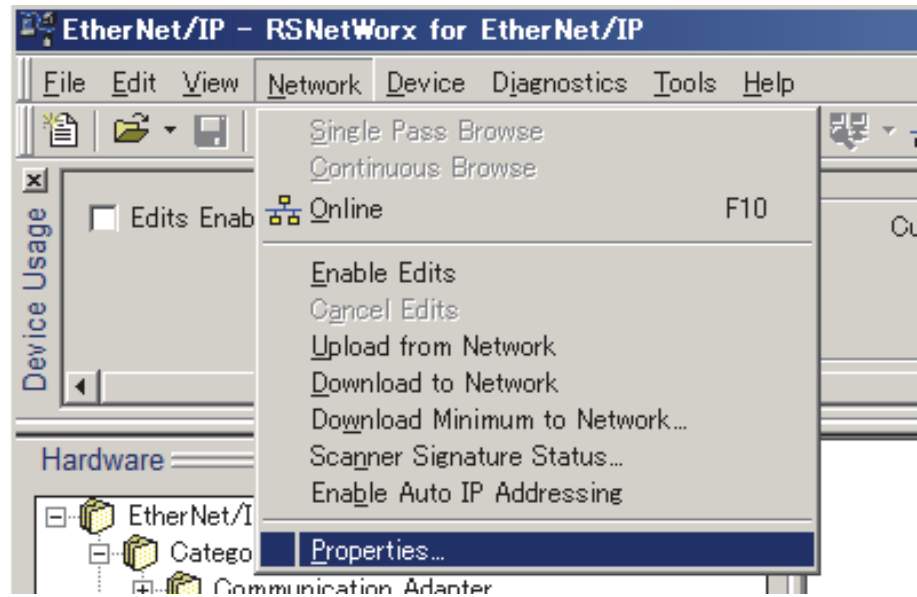 EtherNet/IP - RSNetWorx for EtherNet/IP
File Edit View Network Device Diagnostics Tools Help
Single Pass Browse
Continuous Browse
Online F10
Edits Enab
Cu
Device Usage
Enable Edits
Cancel Edits
Upload from Network
Download to Network
Download Minimum to Network...
Scanner Signature Status...
Enable Auto IP Addressing
Properties...
Hardware
EtherNet/I
Catego
Communication Adapter